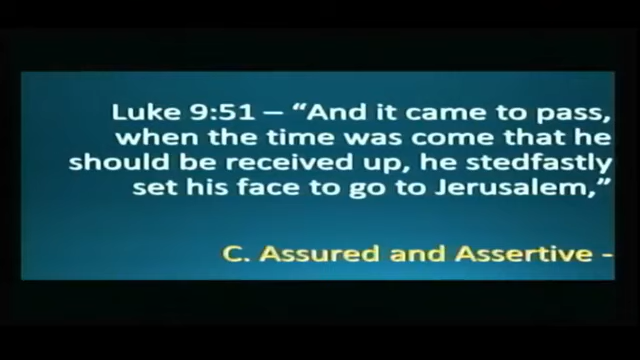 Luke 9:51 – “And it came to pass,
when the time was come that he
should be received up, he stedfastly
set his face to go to Jerusalem,”
C. Assured and Assertive -